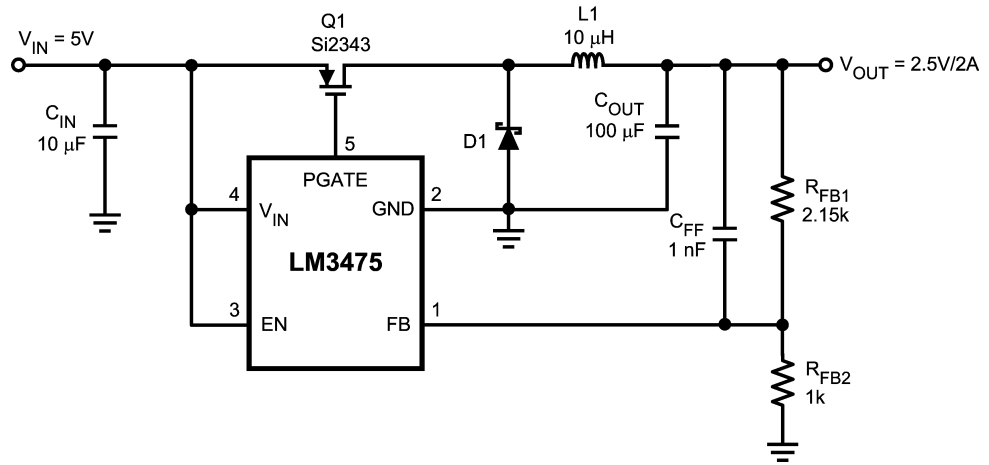 V_IN = 5V
C_IN
10 μF
Q1
Si2343
5
PGATE
4
V_IN
GND
2
LM3475
3
EN
FB
1
D1
L1
10 μH
C_OUT
100 μF
V_OUT = 2.5V/2A
C_FF
1 nF
R_FB1
2.15k
R_FB2
1k